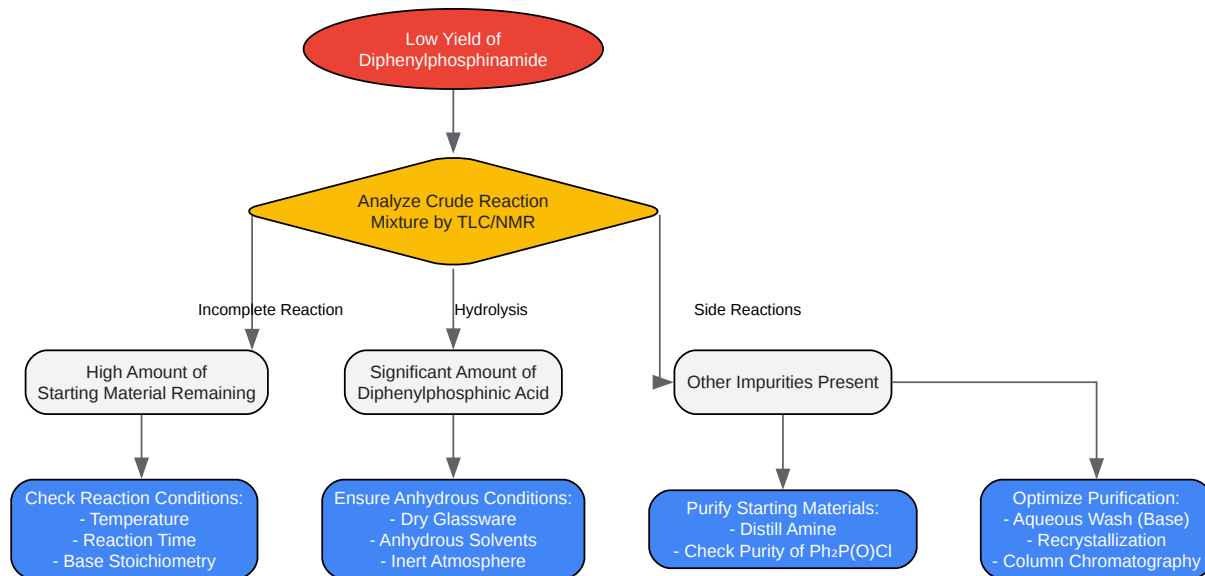 Low Yield of
Diphenylphosphinamide
Analyze Crude Reaction
Mixture by TLC/NMR
Incomplete Reaction
Hydrolysis
Side Reactions
High Amount of
Starting Material Remaining
Significant Amount of
Diphenylphosphinic Acid
Other Impurities Present
Check Reaction Conditions:
- Temperature
- Reaction Time
- Base Stoichiometry
Ensure Anhydrous Conditions:
- Dry Glassware
- Anhydrous Solvents
- Inert Atmosphere
Purify Starting Materials:
- Distill Amine
- Check Purity of Ph₂P(O)Cl
Optimize Purification:
- Aqueous Wash (Base)
- Recrystallization
- Column Chromatography